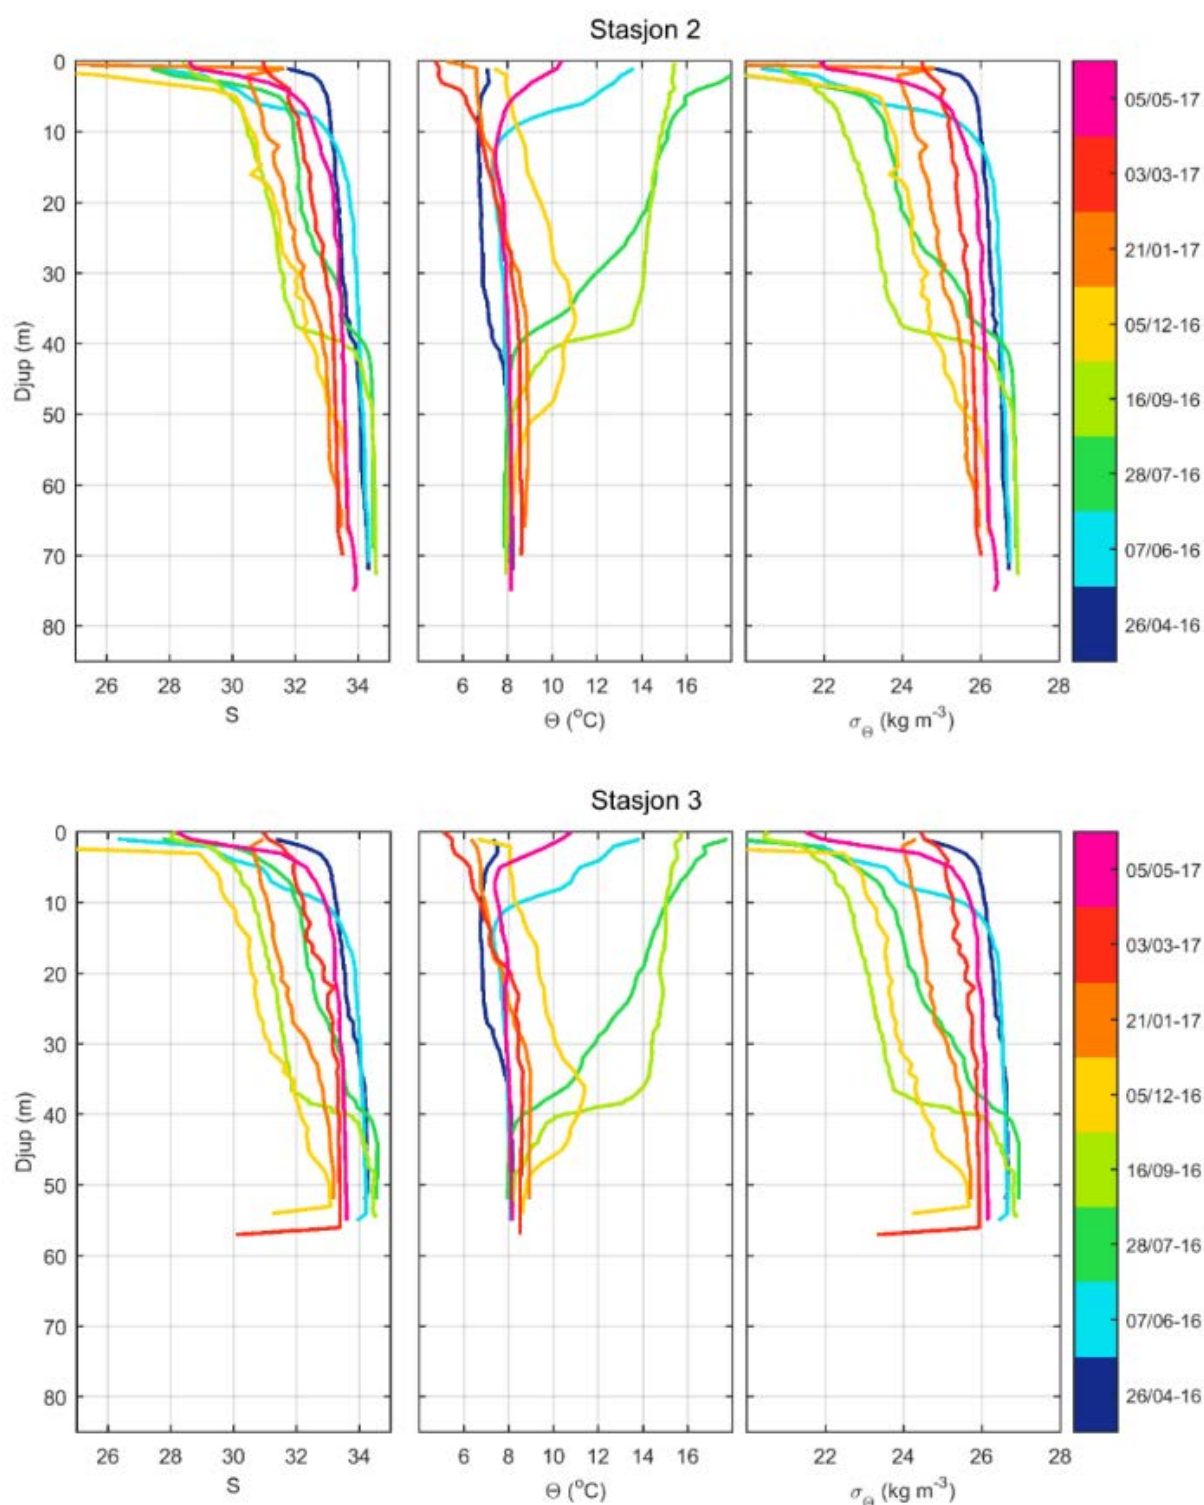 Stasjon 2
0
10
20
30
40
50
60
70
80
Djup (m)
26 28 30 32 34
S
6 8 10 12 14 16
Θ (°C)
22 24 26 28
σ_Θ (kg m⁻³)
05/05-17
03/03-17
21/01-17
05/12-16
16/09-16
28/07-16
07/06-16
26/04-16
Stasjon 3
0
10
20
30
40
50
60
70
80
Djup (m)
26 28 30 32 34
S
6 8 10 12 14 16
Θ (°C)
22 24 26 28
σ_Θ (kg m⁻³)
05/05-17
03/03-17
21/01-17
05/12-16
16/09-16
28/07-16
07/06-16
26/04-16